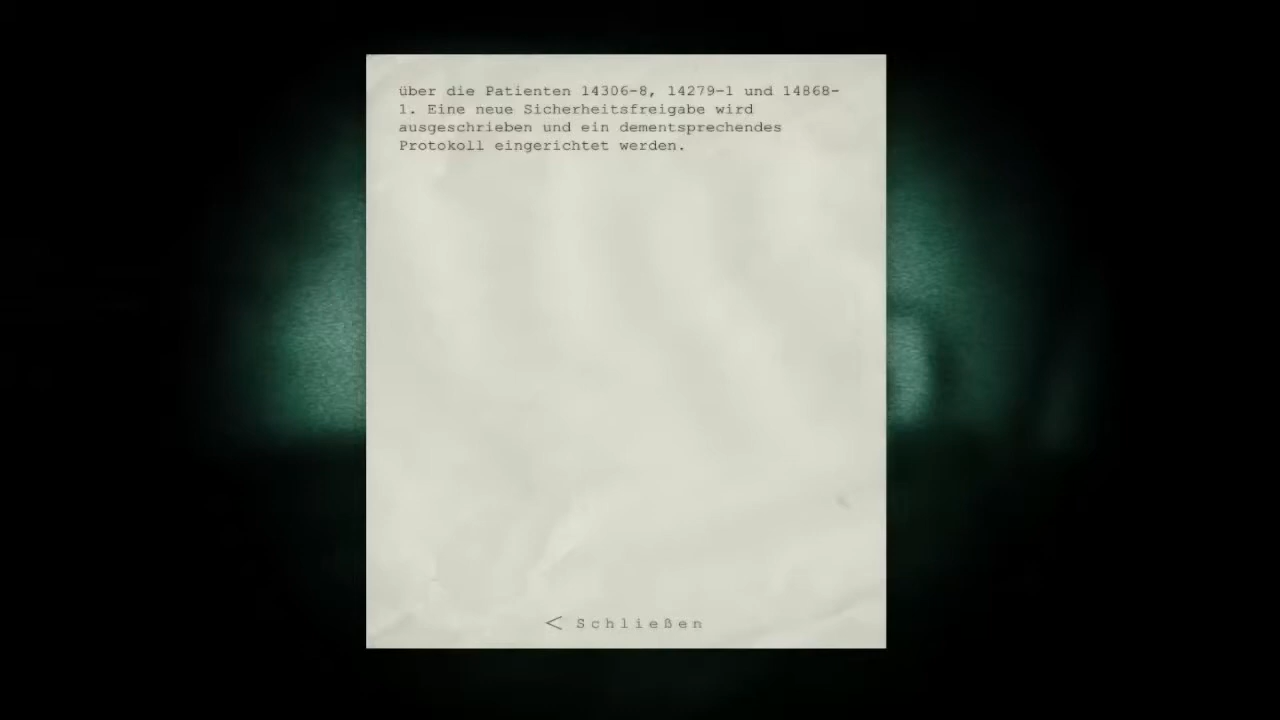 über die Patienten 14306-8, 14279-1 und 14868-
1. Eine neue Sicherheitsfreigabe wird
ausgeschrieben und ein dementsprechendes
Protokoll eingerichtet werden.
< Schließen